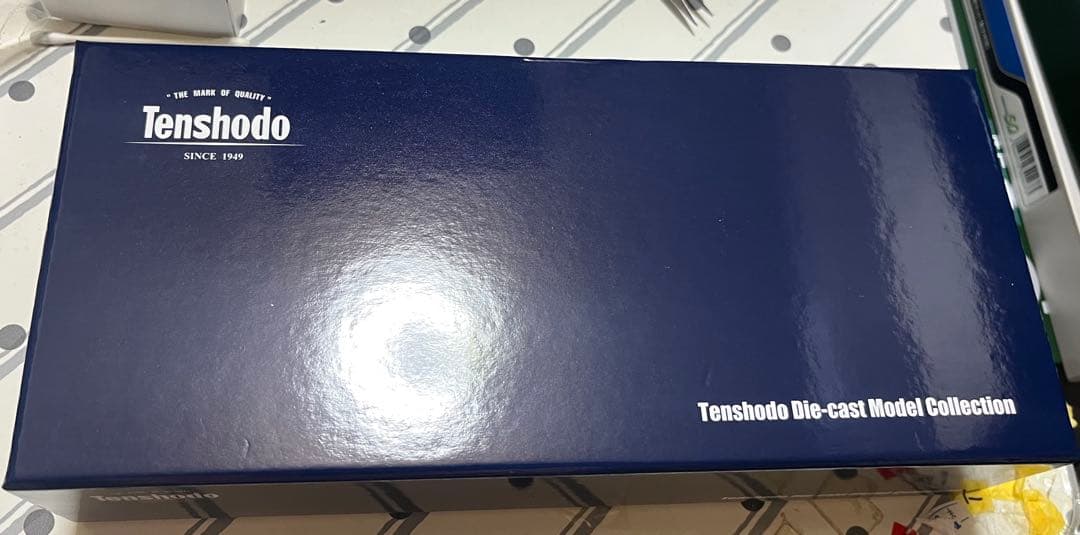 " THE MARK OF QUALITY "
Tenshodo
SINCE 1949
Tenshodo Die-cast Model Collection
Tenshodo